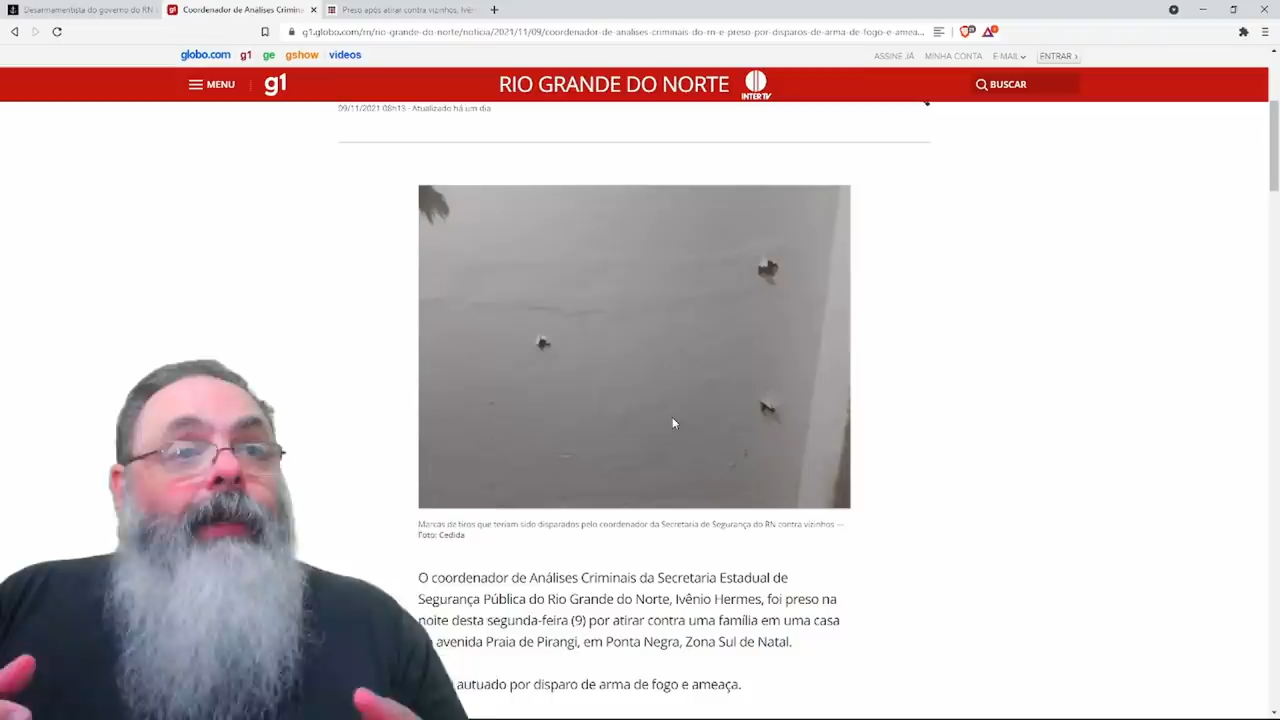 Desarmamentista do governo do RN
Coordenador de Análises Crimina
Preso após atirar contra vizinhos, Ivên
g1.globo.com/rn/rio-grande-do-norte/noticia/2021/11/09/coordenador-de-analises-criminais-do-rn-e-preso-por-disparos-de-arma-de-fogo-e-amea...
globo.com g1 ge gshow videos
ASSINE JÁ MINHA CONTA E-MAIL ENTRAR ›
MENU g1 RIO GRANDE DO NORTE INTER TV BUSCAR
09/11/2021 08h13 · Atualizado há um dia
Marcas de tiros que teriam sido disparados pelo coordenador da Secretaria de Segurança do RN contra vizinhos —
Foto: Cedida
O coordenador de Análises Criminais da Secretaria Estadual de
Segurança Pública do Rio Grande do Norte, Ivênio Hermes, foi preso na
noite desta segunda-feira (9) por atirar contra uma família em uma casa
avenida Praia de Pirangi, em Ponta Negra, Zona Sul de Natal.
autuado por disparo de arma de fogo e ameaça.